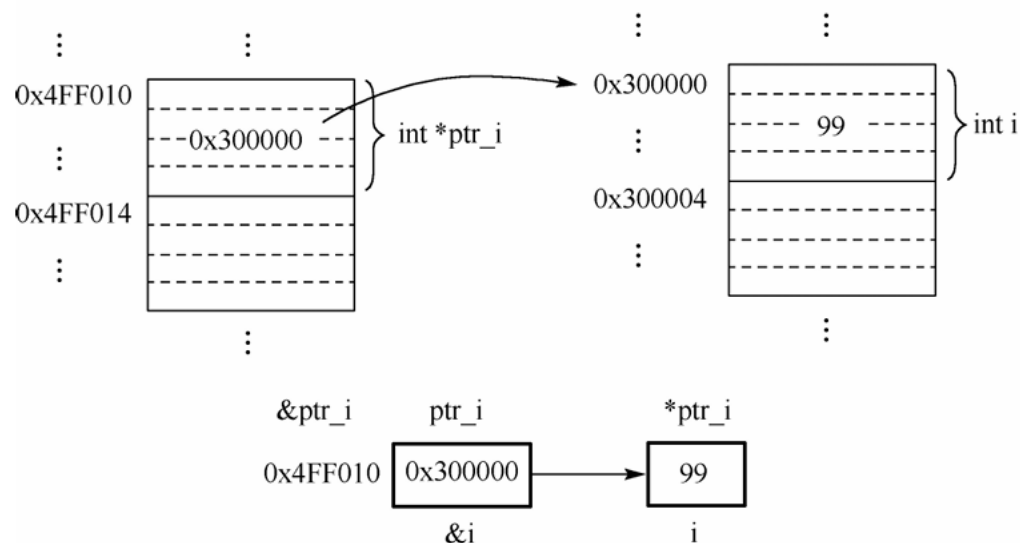 0x4FF010
0x300000
int *ptr_i
0x4FF014
0x300000
99
int i
0x300004
&ptr_i ptr_i *ptr_i
0x4FF010 0x300000 99
&i i